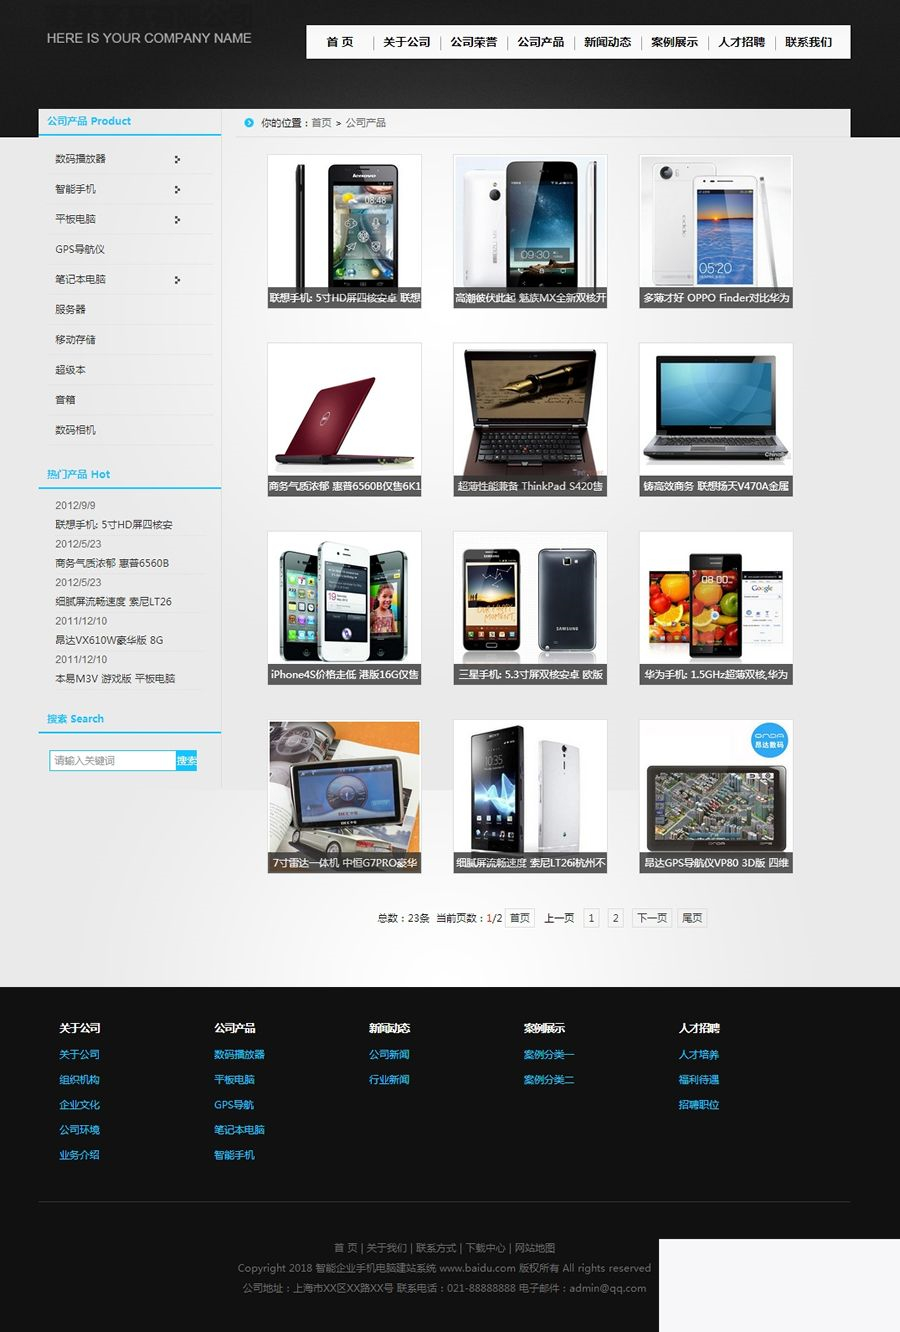 HERE IS YOUR COMPANY NAME
首 页 关于公司 公司荣誉 公司产品 新闻动态 案例展示 人才招聘 联系我们
公司产品 Product
数码播放器
智能手机
平板电脑
GPS导航仪
笔记本电脑
服务器
移动存储
超级本
音箱
数码相机
热门产品 Hot
2012/9/9
联想手机: 5寸HD屏四核安
2012/5/23
商务气质浓郁 惠普6560B
2012/5/23
细腻屏流畅速度 索尼LT26
2011/12/10
昂达VX610W豪华版 8G
2011/12/10
本易M3V 游戏版 平板电脑
搜索 Search
请输入关键词 搜索
你的位置：首页 > 公司产品
联想手机: 5寸HD屏四核安卓 联想
高潮彼伏此起 魅族MX全新双核开
多薄才好 OPPO Finder对比华为
商务气质浓郁 惠普6560B仅售6K1
超薄性能兼备 ThinkPad S420售
铸高效商务 联想扬天V470A金属
iPhone4S价格走低 港版16G仅售
三星手机: 5.3寸屏双核安卓 欧版
华为手机: 1.5GHz超薄双核,华为
7寸雷达一体机 中恒G7PRO豪华
细腻屏流畅速度 索尼LT26i杭州不
昂达GPS导航仪VP80 3D版 四维
总数：23条 当前页数：1/2 首页 上一页 1 2 下一页 尾页
关于公司
关于公司
组织机构
企业文化
公司环境
业务介绍
公司产品
数码播放器
平板电脑
GPS导航
笔记本电脑
智能手机
新闻动态
公司新闻
行业新闻
案例展示
案例分类一
案例分类二
人才招聘
人才培养
福利待遇
招聘职位
首 页 | 关于我们 | 联系方式 | 下载中心 | 网站地图
Copyright 2018 智能企业手机电脑建站系统 www.baidu.com 版权所有 All rights reserved
公司地址：上海市XX区XX路XX号 联系电话：021-88888888 电子邮件：admin@qq.com